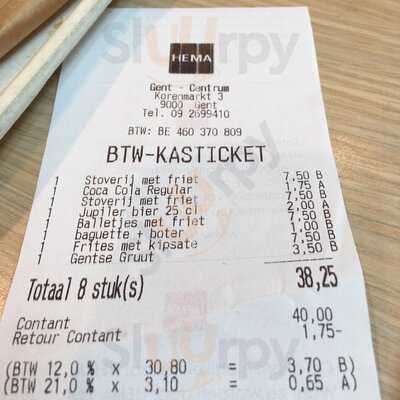 HEMA
Gent - Centrum
Korenmarkt 3
9000 Gent
Tel. 09 2699410
BTW: BE 460 370 809
BTW-KASTICKET
1 Stoverij met friet 7,50 B
1 Coca Cola Regular 1,75 A
1 Stoverij met friet 7,50 B
1 Jupiler bier 25 cl 2,00 A
1 Balletjes met friet 7,50 B
1 baguette + boter 1,00 B
1 Frites met kipsate 7,50 B
1 Gentse Gruut 3,50 B
Totaal 8 stuk(s) 38,25
Contant 40,00
Retour Contant 1,75-
(BTW 12,0 % x 30,80 = 3,70 B)
(BTW 21,0 % x 3,10 = 0,65 A)
Sluurpy
Sluurpy